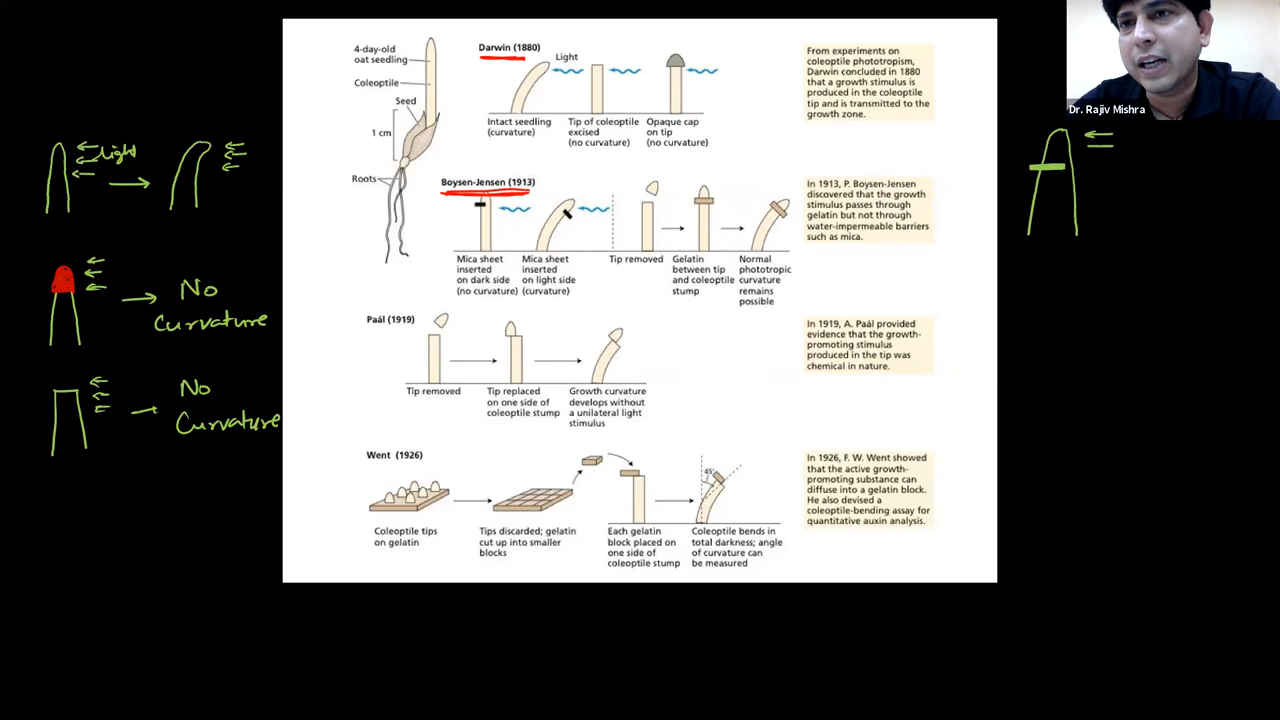 Dr. Rajiv Mishra
4-day-old
oat seedling
Coleoptile
Seed
1 cm
Roots
Darwin (1880)
Light
Intact seedling
(curvature)
Tip of coleoptile
excised
(no curvature)
Opaque cap
on tip
(no curvature)
From experiments on
coleoptile phototropism,
Darwin concluded in 1880
that a growth stimulus is
produced in the coleoptile
tip and is transmitted to the
growth zone.
Boysen-Jensen (1913)
Mica sheet
inserted
on dark side
(no curvature)
Mica sheet
inserted
on light side
(curvature)
Tip removed
Gelatin
between tip
and coleoptile
stump
Normal
phototropic
curvature
remains
possible
In 1913, P. Boysen-Jensen
discovered that the growth
stimulus passes through
gelatin but not through
water-impermeable barriers
such as mica.
Paál (1919)
Tip removed
Tip replaced
on one side of
coleoptile stump
Growth curvature
develops without
a unilateral light
stimulus
In 1919, A. Paál provided
evidence that the growth-
promoting stimulus
produced in the tip was
chemical in nature.
Went (1926)
Coleoptile tips
on gelatin
Tips discarded; gelatin
cut up into smaller
blocks
Each gelatin
block placed on
one side of
coleoptile stump
45°
Coleoptile bends in
total darkness; angle
of curvature can
be measured
In 1926, F. W. Went showed
that the active growth-
promoting substance can
diffuse into a gelatin block.
He also devised a
coleoptile-bending assay for
quantitative auxin analysis.
light
No
Curvature
No
Curvature